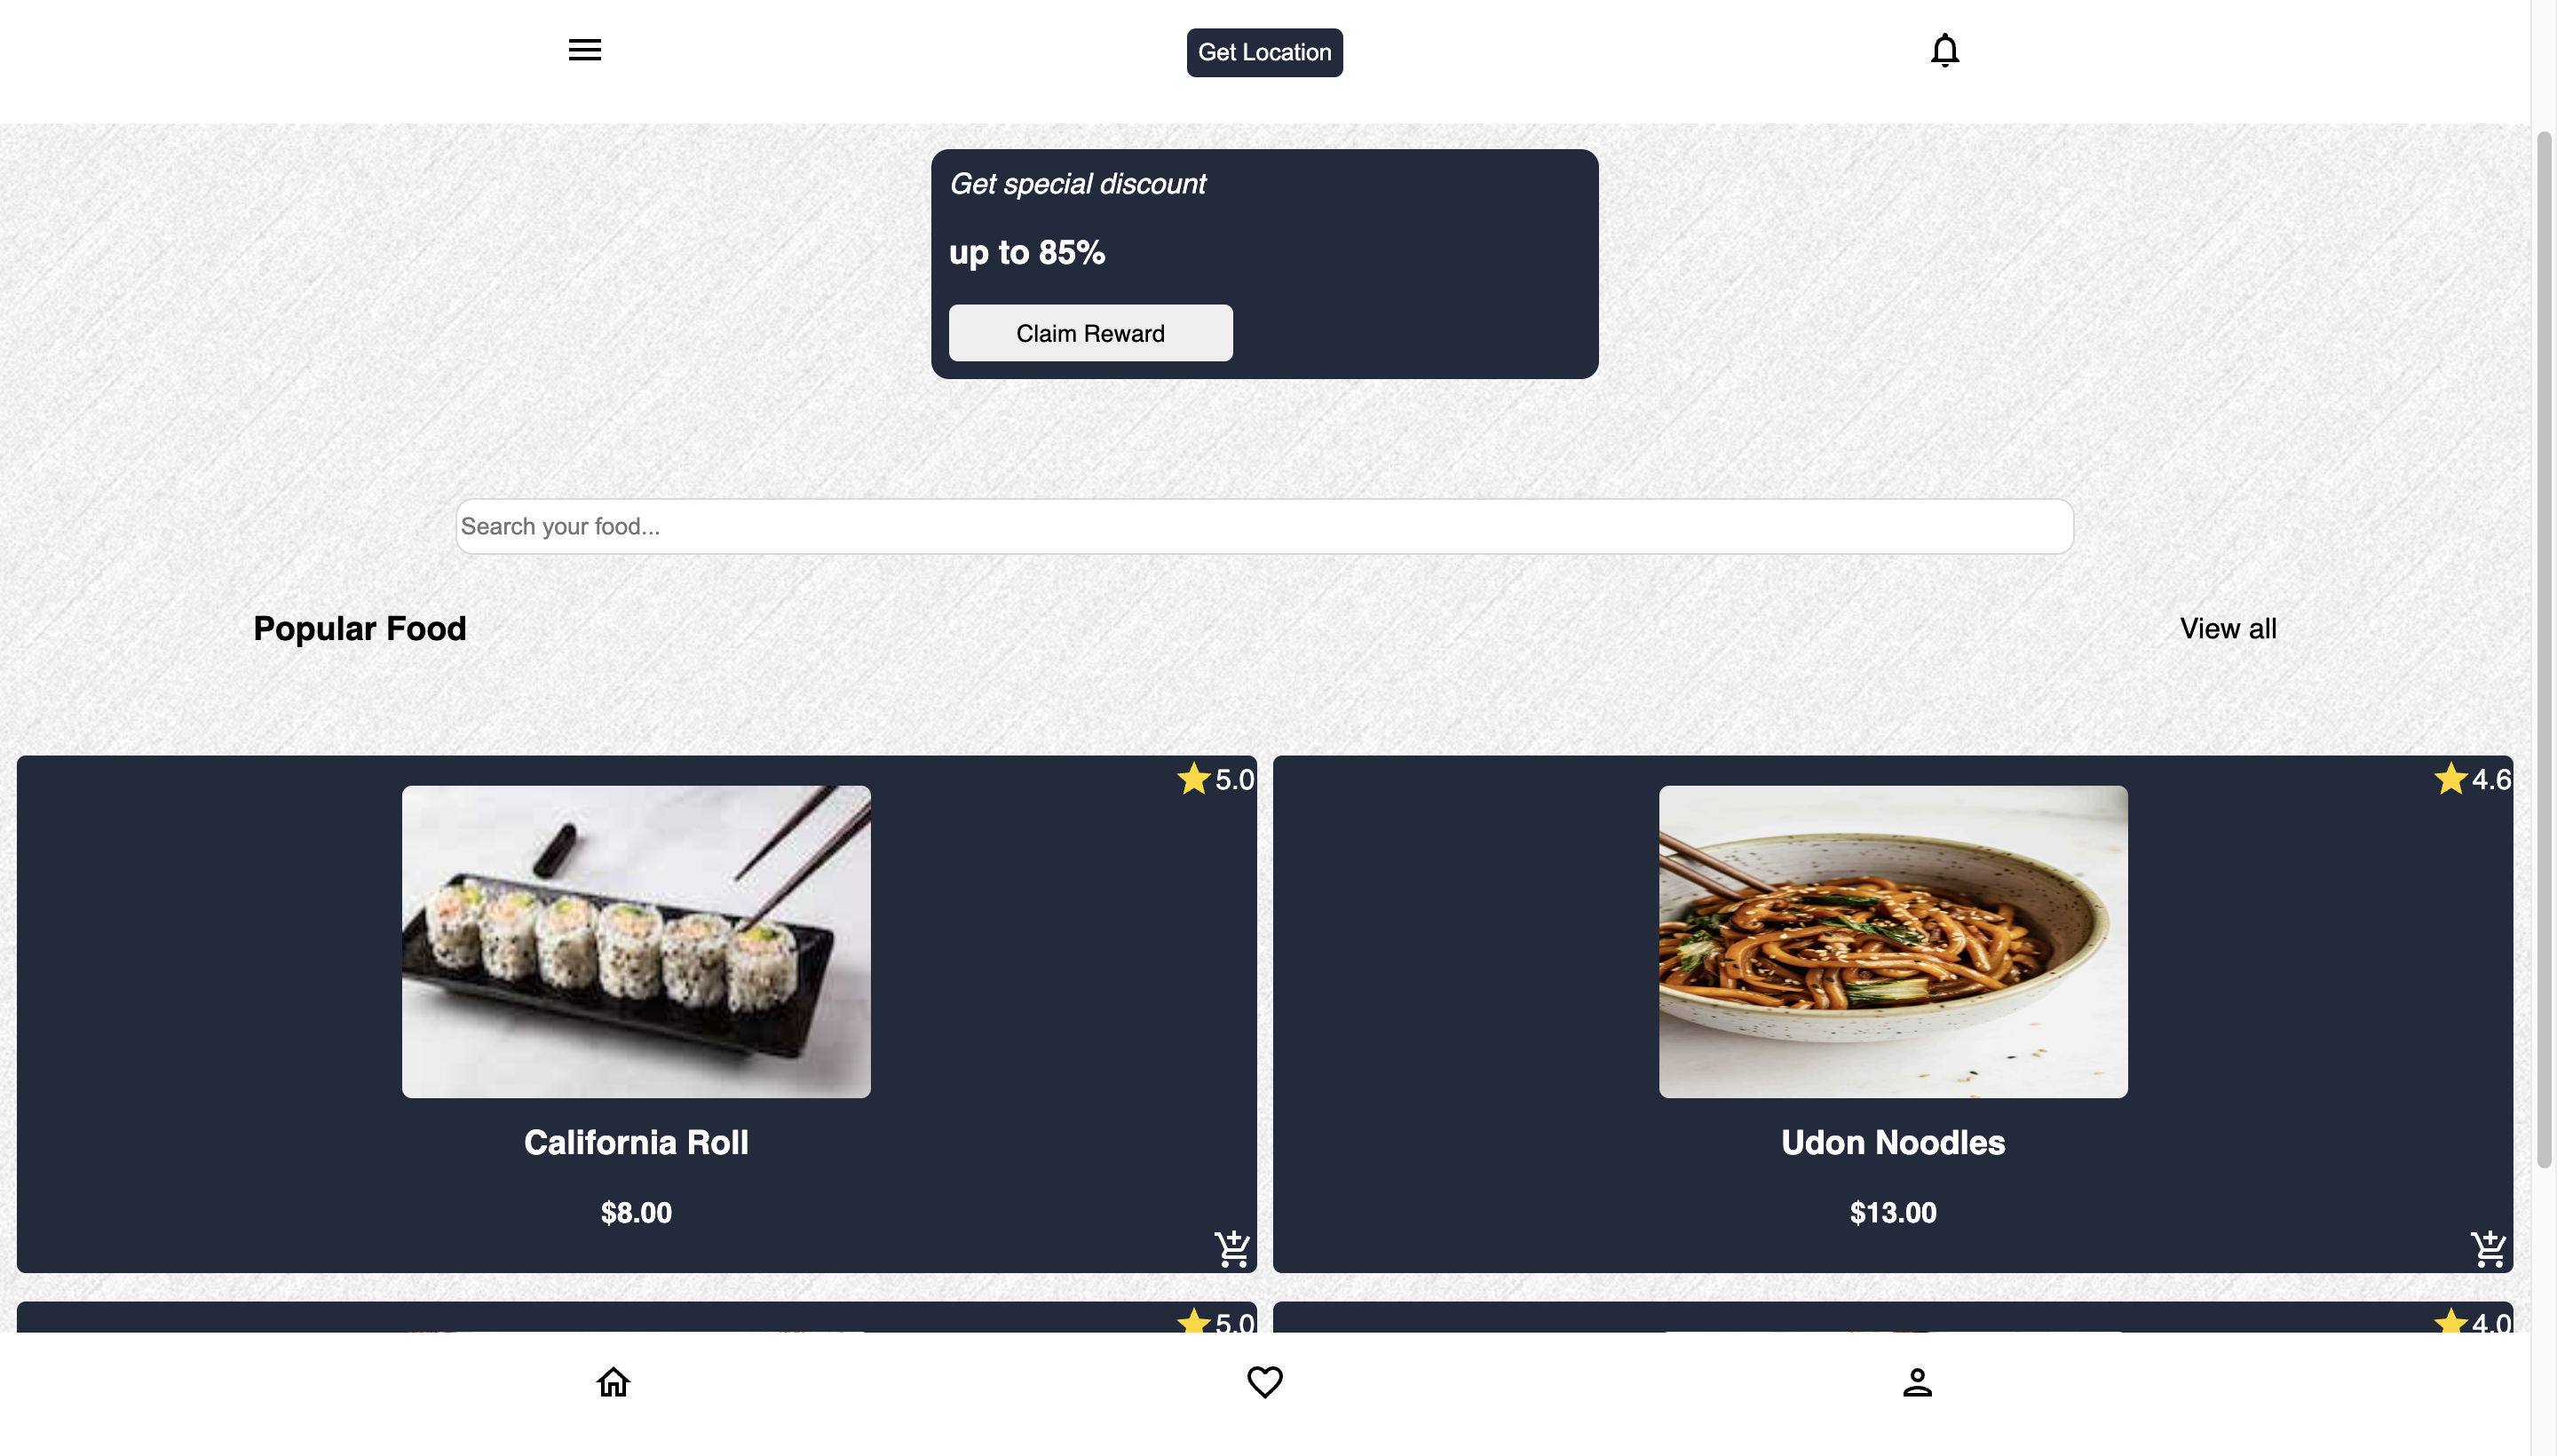 Get Location
Get special discount
up to 85%
Claim Reward
Search your food...
Popular Food
View all
5.0
4.6
California Roll
Udon Noodles
$8.00
$13.00
5.0
4.0